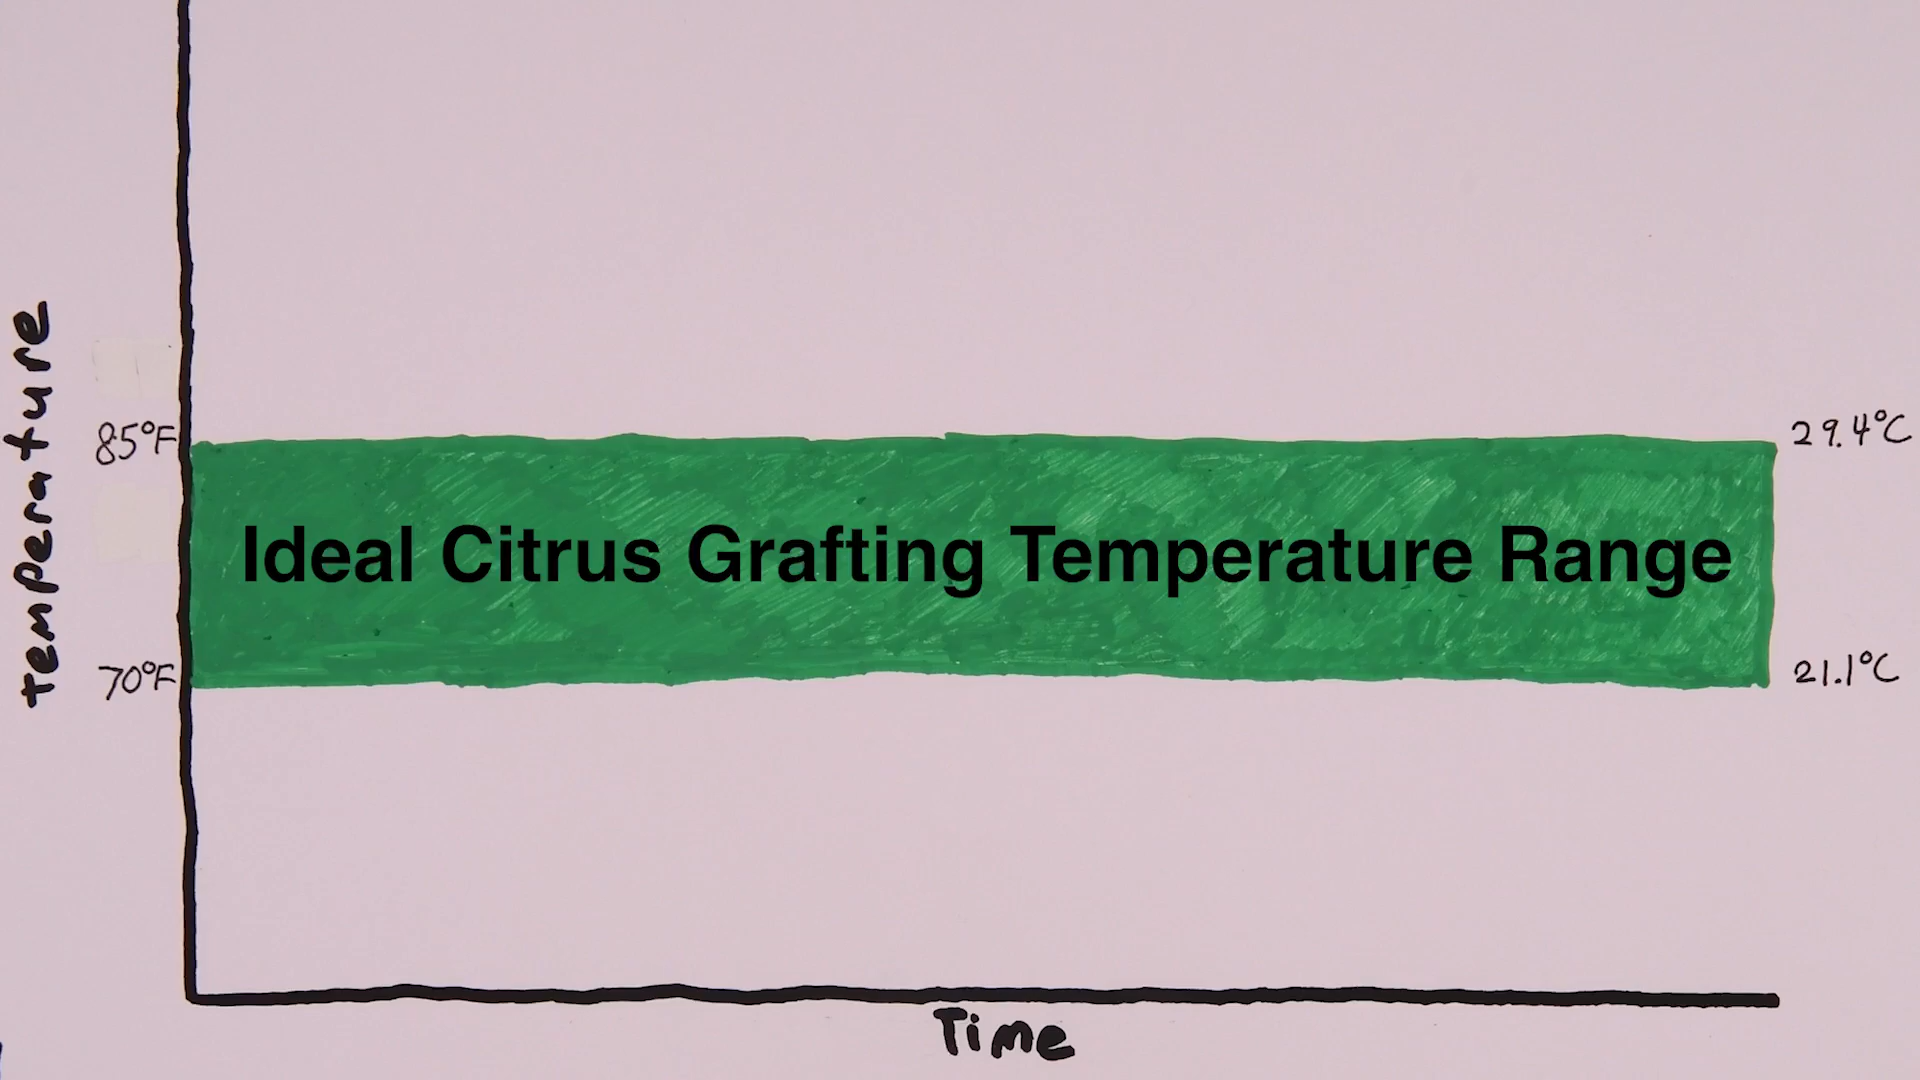 temperature
85°F
29.4°C
Ideal Citrus Grafting Temperature Range
70°F
21.1°C
Time